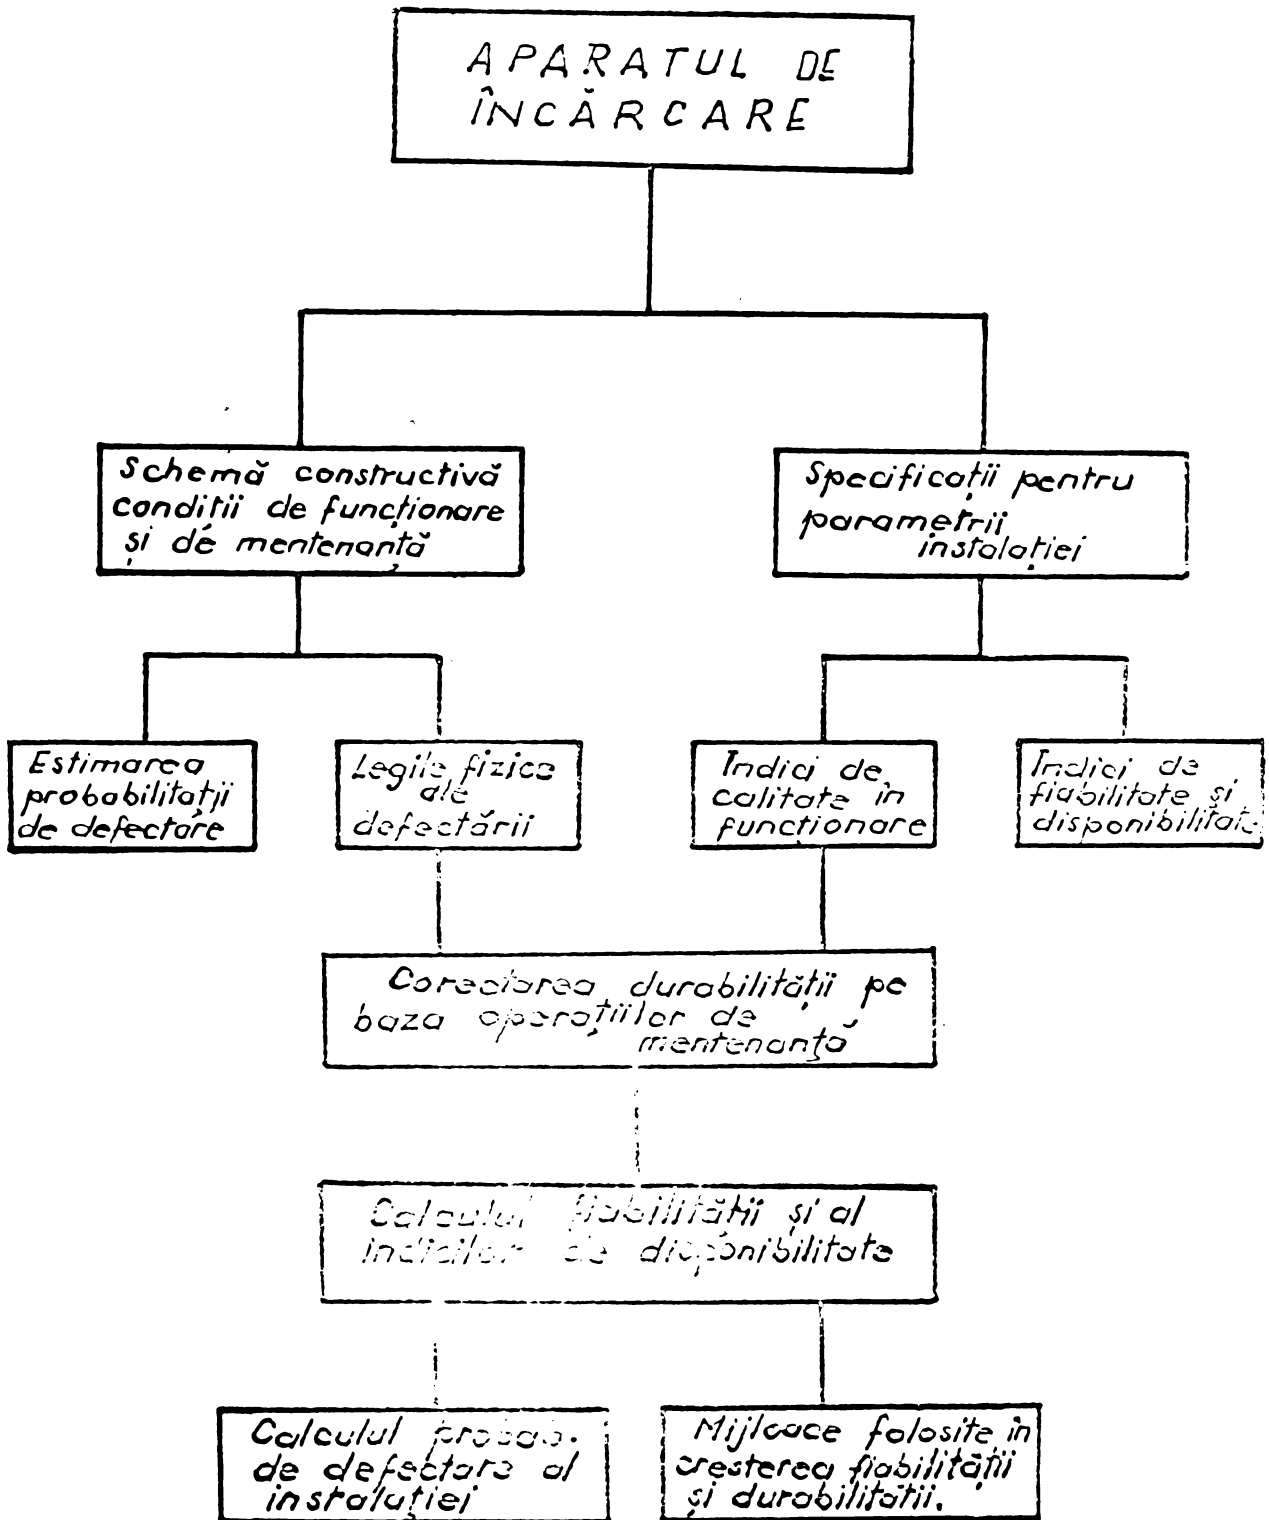 APARATUL DE
ÎNCĂRCARE
Schemă constructivă
condiții de funcționare
și de mentenanță
Specificații pentru
parametrii
instalației
Estimarea
probabilității
de defectare
Legile fizice
ale
defectării
Indici de
calitate în
funcționare
Indici de
fiabilitate și
disponibilitate
Corectarea durabilității pe
baza operațiilor de
mentenanță
Calculul fiabilității și al
indicilor de disponibilitate
Calculul probab.
de defectare al
instalației
Mijloace folosite în
creșterea fiabilității
și durabilității.